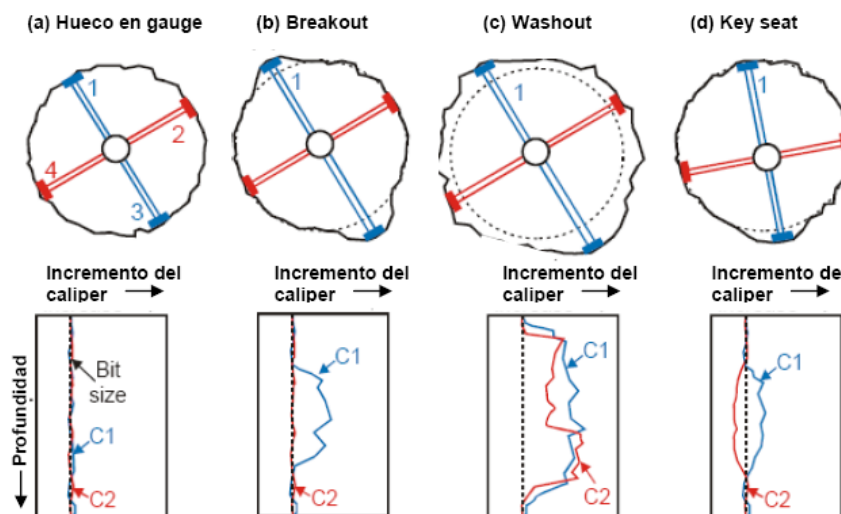 (a) Hueco en gauge
(b) Breakout
(c) Washout
(d) Key seat
1
2
4
3
1
1
1
Incremento del
caliper
Incremento del
caliper
Incremento del
caliper
Incremento del
caliper
Profundidad
Bit
size
C1
C2
C1
C2
C1
C2
C1
C2